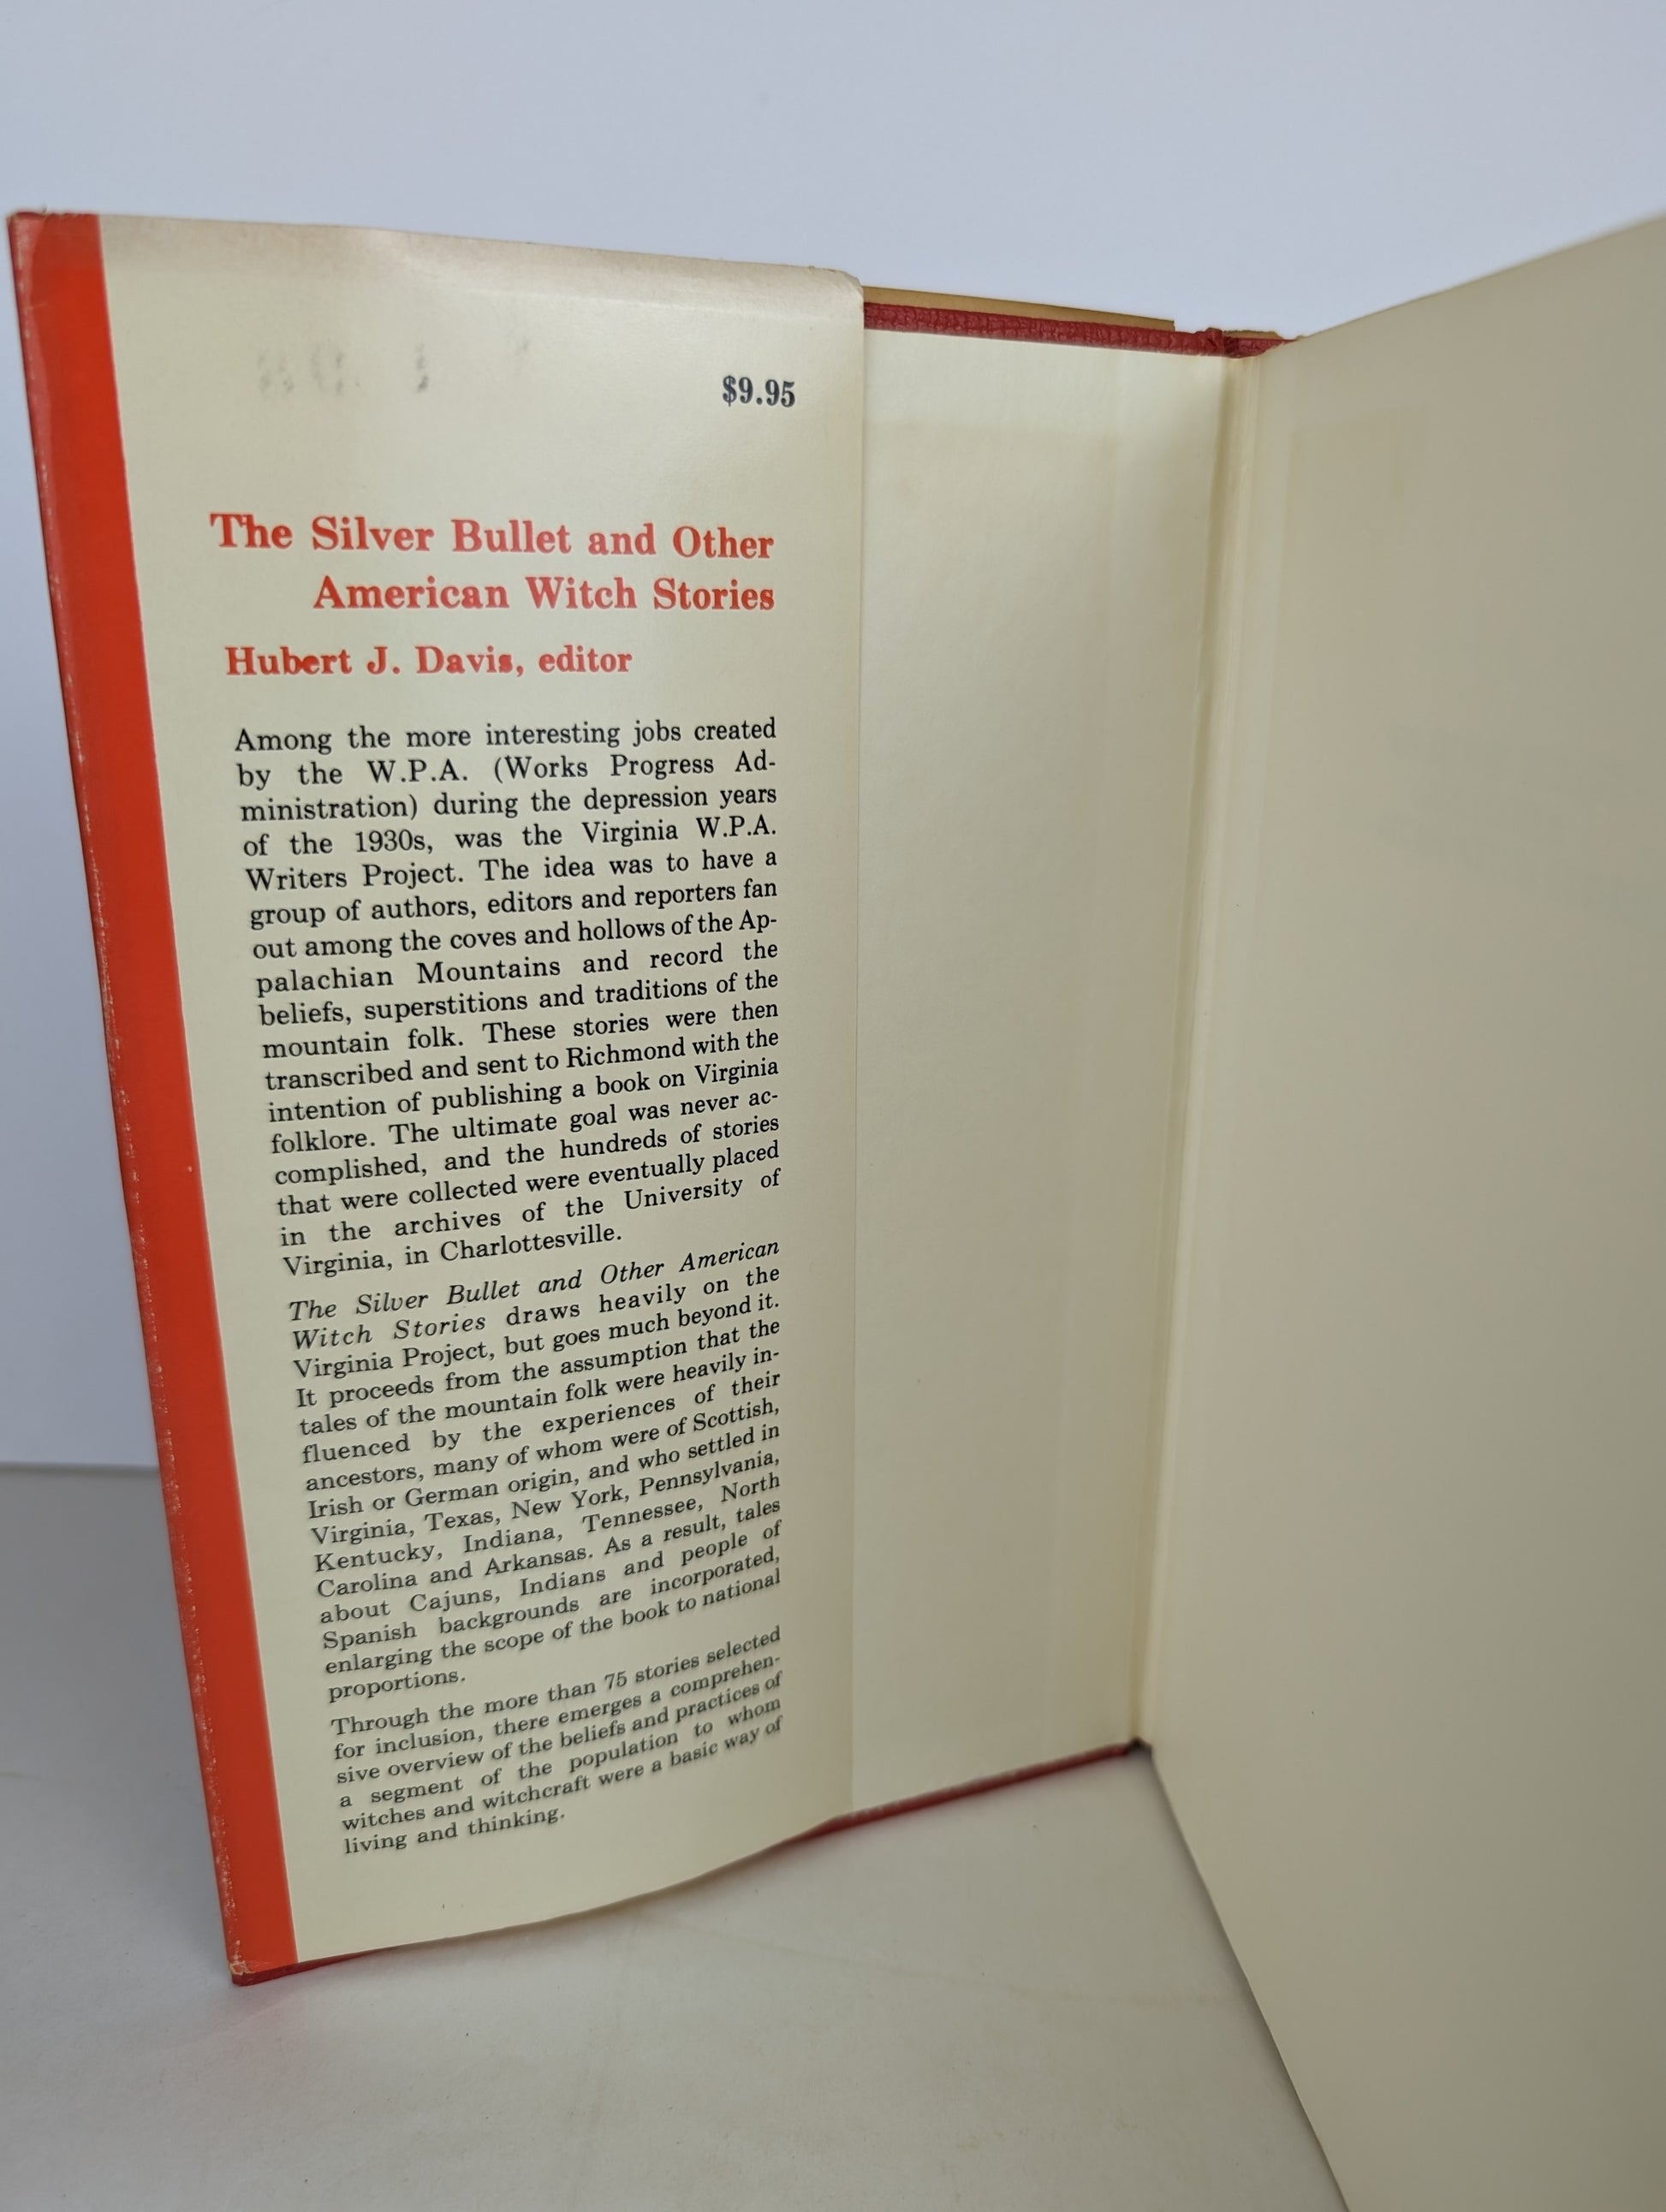 $9.95
The Silver Bullet and Other
American Witch Stories
Hubert J. Davis, editor
Among the more interesting jobs created
by the W.P.A. (Works Progress Ad-
ministration) during the depression years
of the 1930s, was the Virginia W.P.A.
Writers Project. The idea was to have a
group of authors, editors and reporters fan
out among the coves and hollows of the Ap-
palachian Mountains and record the
beliefs, superstitions and traditions of the
mountain folk. These stories were then
transcribed and sent to Richmond with the
intention of publishing a book on Virginia
folklore. The ultimate goal was never ac-
complished, and the hundreds of stories
that were collected were eventually placed
in the archives of the University of
Virginia, in Charlottesville.
The Silver Bullet and Other American
Witch Stories draws heavily on the
Virginia Project, but goes much beyond it.
It proceeds from the assumption that the
tales of the mountain folk were heavily in-
fluenced by the experiences of their
ancestors, many of whom were of Scottish,
Irish or German origin, and who settled in
Virginia, Texas, New York, Pennsylvania,
Kentucky, Indiana, Tennessee, North
Carolina and Arkansas. As a result, tales
about Cajuns, Indians and people of
Spanish backgrounds are incorporated,
enlarging the scope of the book to national
proportions.
Through the more than 75 stories selected
for inclusion, there emerges a comprehen-
sive overview of the beliefs and practices of
a segment of the population to whom
witches and witchcraft were a basic way of
living and thinking.